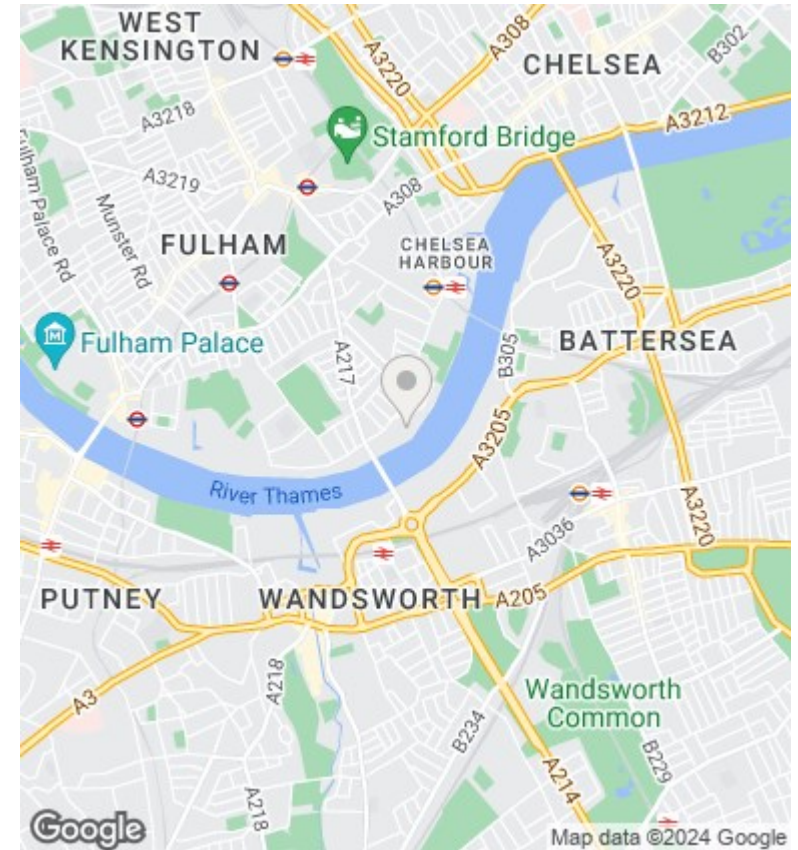 WEST
KENSINGTON
A3220
A308
B302
CHELSEA
A3218
A3212
Stamford Bridge
Fulham Palace Rd
A3219
Munster Rd
A308
FULHAM
CHELSEA
HARBOUR
A3220
Fulham Palace
A217
B305
BATTERSEA
A3205
River Thames
A3036
A3220
PUTNEY
WANDSWORTH
A205
A218
A3
Wandsworth
Common
B234
B229
A214
A218
Google
Map data ©2024 Google